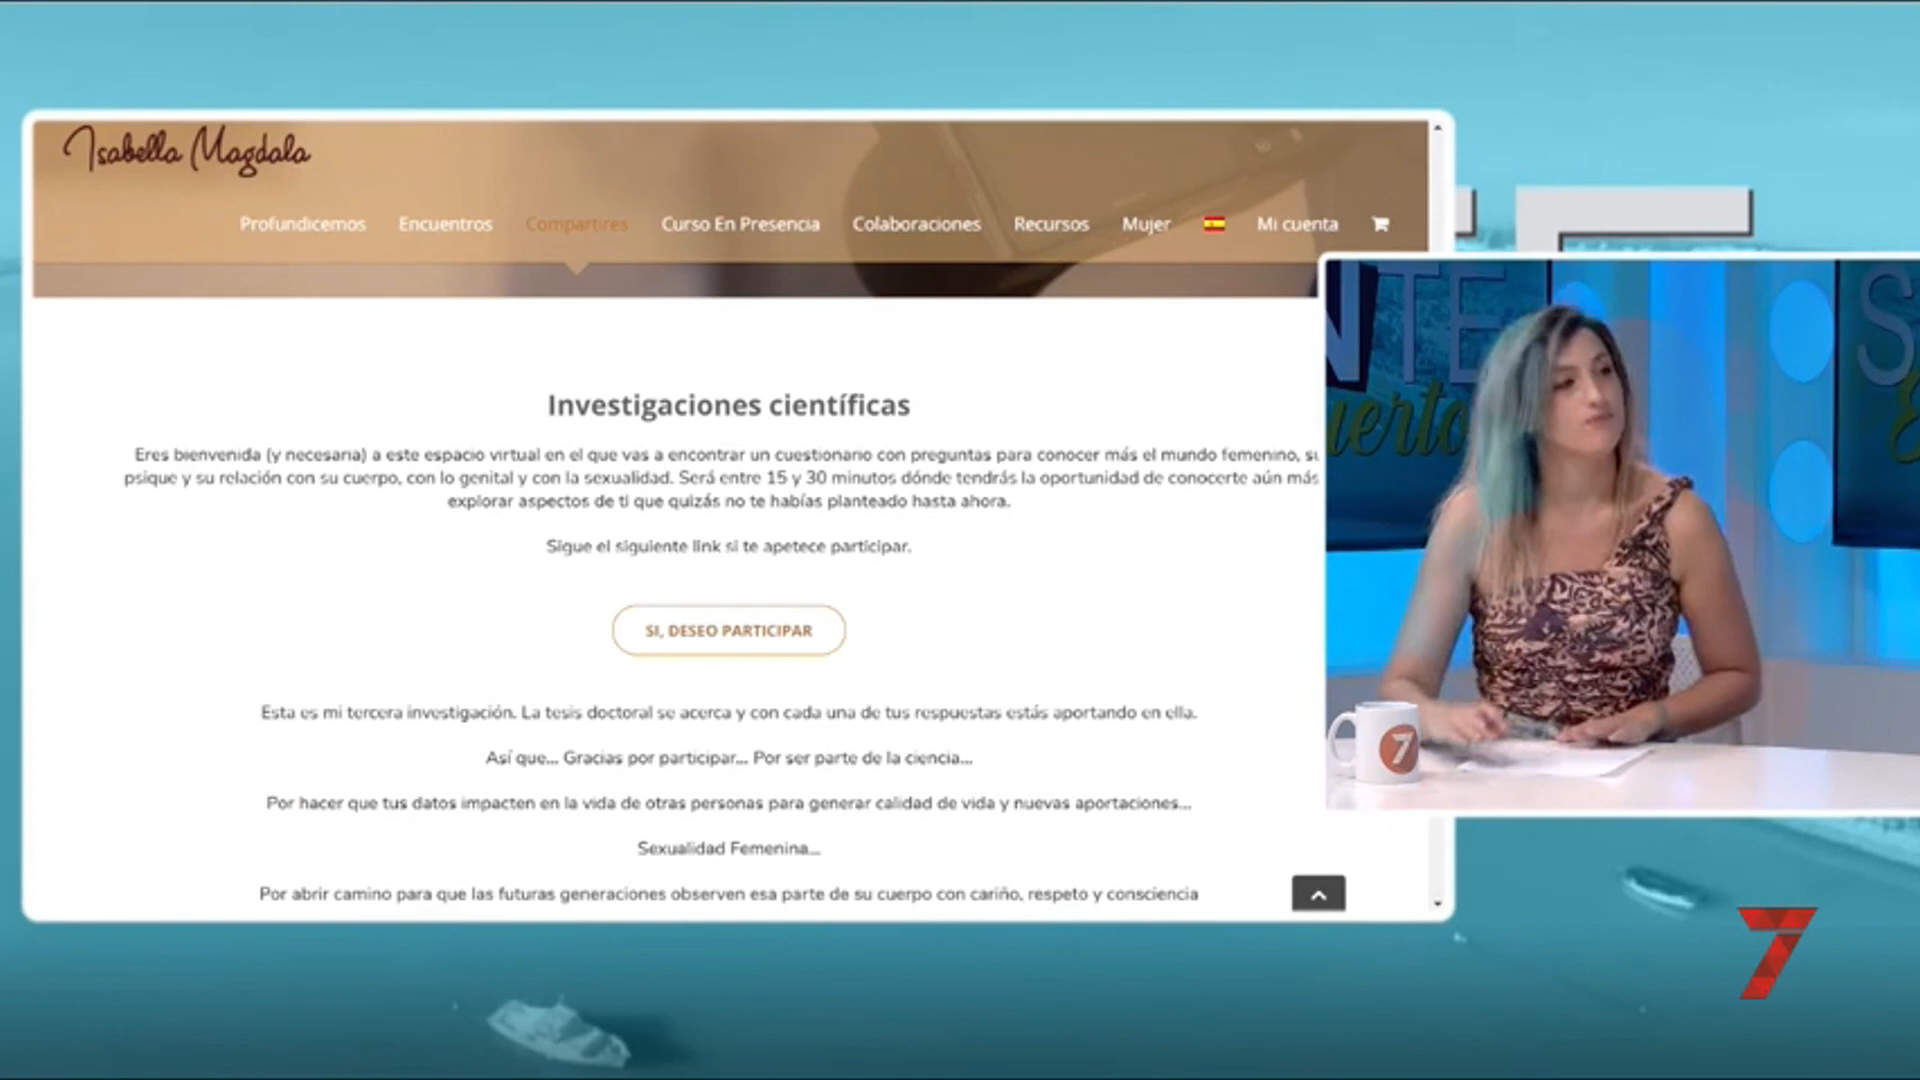 Isabella Magdala
Profundicemos Encuentros Compartires Curso En Presencia Colaboraciones Recursos Mujer Mi cuenta
Investigaciones científicas
Eres bienvenida (y necesaria) a este espacio virtual en el que vas a encontrar un cuestionario con preguntas para conocer más el mundo femenino, su
psique y su relación con su cuerpo, con lo genital y con la sexualidad. Será entre 15 y 30 minutos dónde tendrás la oportunidad de conocerte aún más
explorar aspectos de ti que quizás no te habías planteado hasta ahora.
Sigue el siguiente link si te apetece participar.
SI, DESEO PARTICIPAR
Esta es mi tercera investigación. La tesis doctoral se acerca y con cada una de tus respuestas estás aportando en ella.
Así que... Gracias por participar... Por ser parte de la ciencia...
Por hacer que tus datos impacten en la vida de otras personas para generar calidad de vida y nuevas aportaciones...
Sexualidad Femenina...
Por abrir camino para que las futuras generaciones observen esa parte de su cuerpo con cariño, respeto y consciencia
NTE
uerto
S
7
7